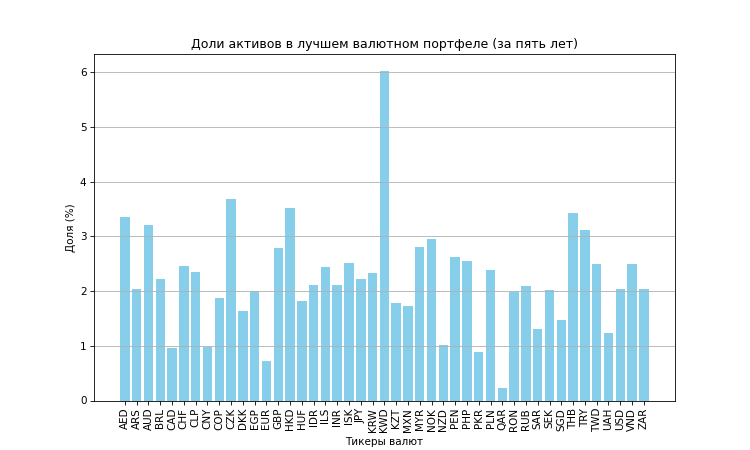 Доли активов в лучшем валютном портфеле (за пять лет)
Доля (%)
6
5
4
3
2
1
0
AED ARS AUD BRL CAD CHF CLP CNY COP CZK DKK EGP EUR GBP HKD HUF IDR ILS INR ISK JPY KRW KWD KZT MXN MYR NOK NZD PEN PHP PKR PLN QAR RON RUB SAR SEK SGD THB TRY TWD UAH USD VND ZAR
Тикеры валют